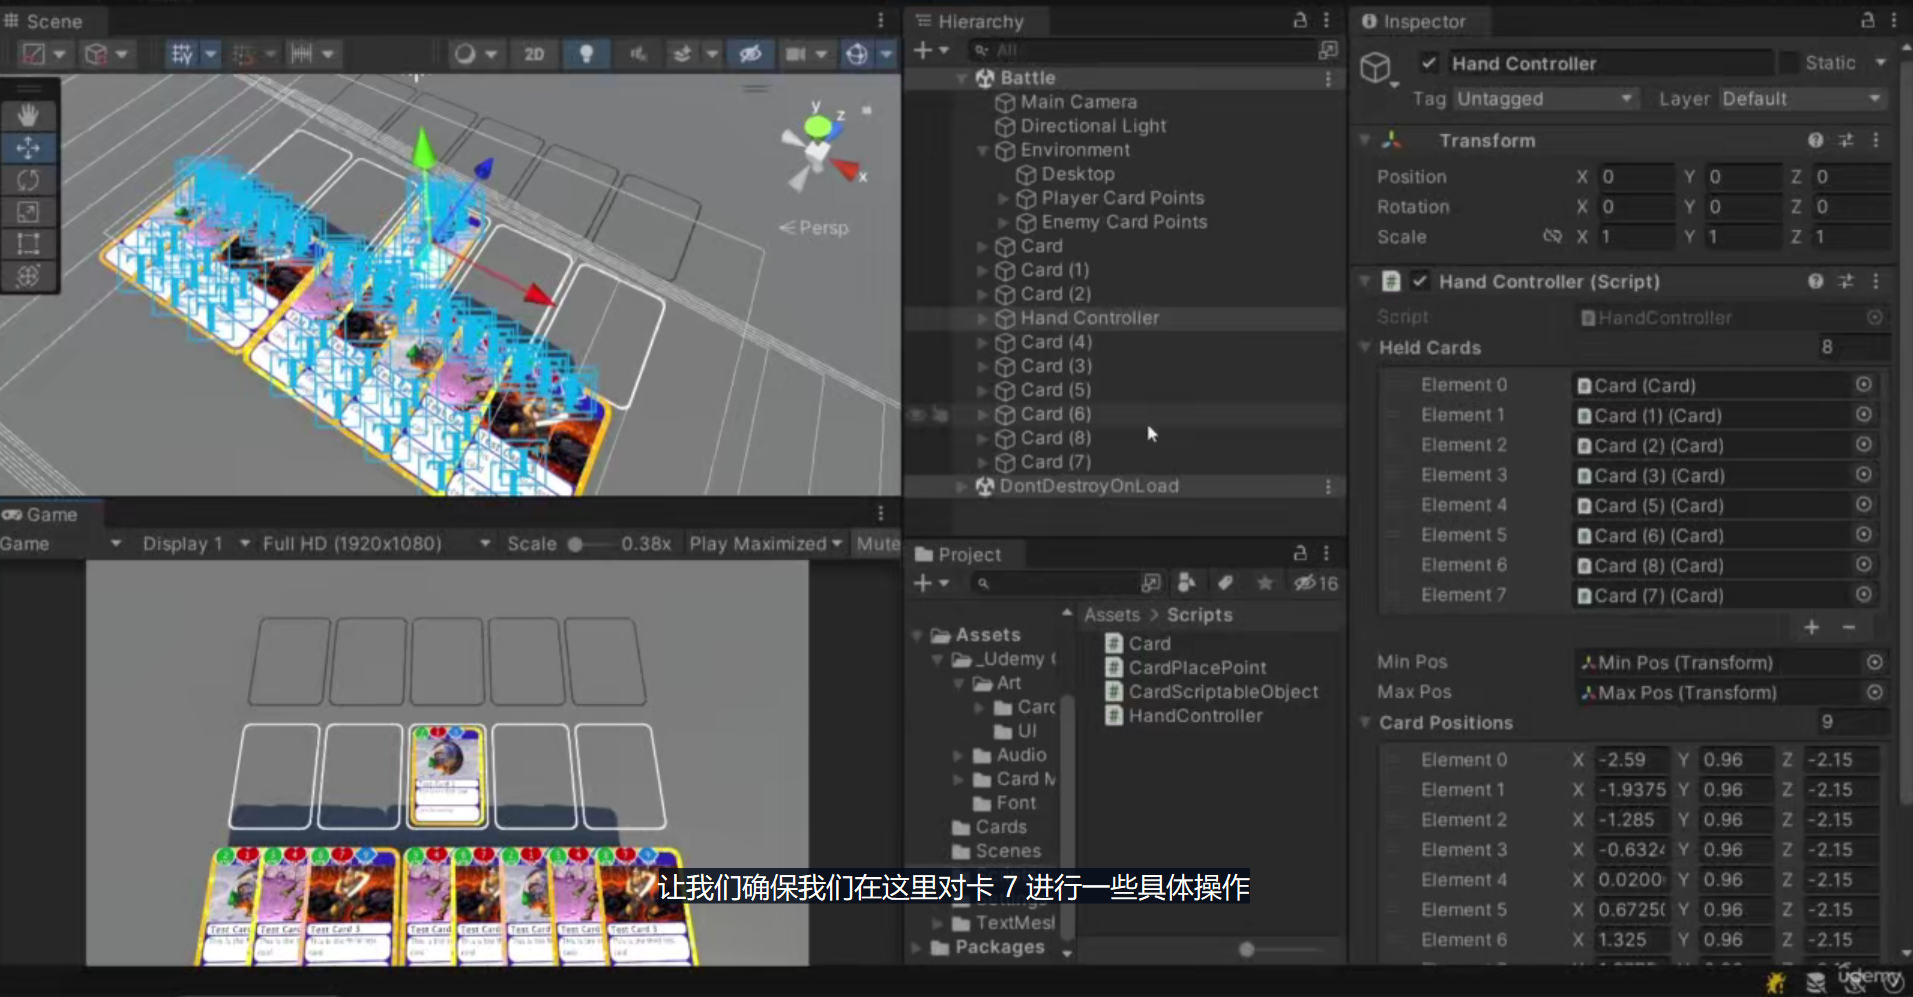 Scene
2D
y
z
x
Persp
Game
Game
Display 1
Full HD (1920x1080)
Scale
0.38x
Play Maximized
Mute
Hierarchy
All
Battle
Main Camera
Directional Light
Environment
Desktop
Player Card Points
Enemy Card Points
Card
Card (1)
Card (2)
Hand Controller
Card (4)
Card (3)
Card (5)
Card (6)
Card (8)
Card (7)
DontDestroyOnLoad
Project
16
Assets
_Udemy
Art
Card
UI
Audio
Card M
Font
Cards
Scenes
TextMesh
Packages
Assets > Scripts
Card
CardPlacePoint
CardScriptableObject
HandController
Inspector
Hand Controller
Static
Tag Untagged
Layer Default
Transform
Position X 0 Y 0 Z 0
Rotation X 0 Y 0 Z 0
Scale X 1 Y 1 Z 1
Hand Controller (Script)
Script HandController
Held Cards 8
Element 0 Card (Card)
Element 1 Card (1) (Card)
Element 2 Card (2) (Card)
Element 3 Card (3) (Card)
Element 4 Card (5) (Card)
Element 5 Card (6) (Card)
Element 6 Card (8) (Card)
Element 7 Card (7) (Card)
Min Pos Min Pos (Transform)
Max Pos Max Pos (Transform)
Card Positions 9
Element 0 X -2.59 Y 0.96 Z -2.15
Element 1 X -1.9375 Y 0.96 Z -2.15
Element 2 X -1.285 Y 0.96 Z -2.15
Element 3 X -0.632 Y 0.96 Z -2.15
Element 4 X 0.0200 Y 0.96 Z -2.15
Element 5 X 0.6725 Y 0.96 Z -2.15
Element 6 X 1.325 Y 0.96 Z -2.15
让我们确保我们在这里对卡 7 进行一些具体操作
udemy